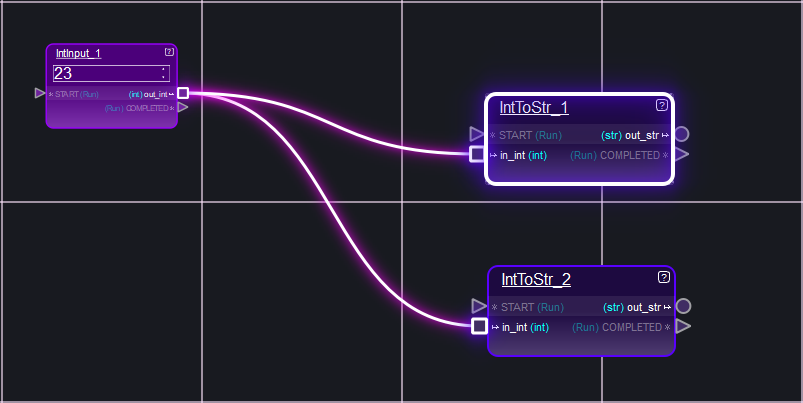 IntInput_1 ?
23
* START (Run) (int) out_int ↦
(Run) COMPLETED *
IntToStr_1 ?
* START (Run) (str) out_str ↦
↦ in_int (int) (Run) COMPLETED *
IntToStr_2 ?
* START (Run) (str) out_str ↦
↦ in_int (int) (Run) COMPLETED *